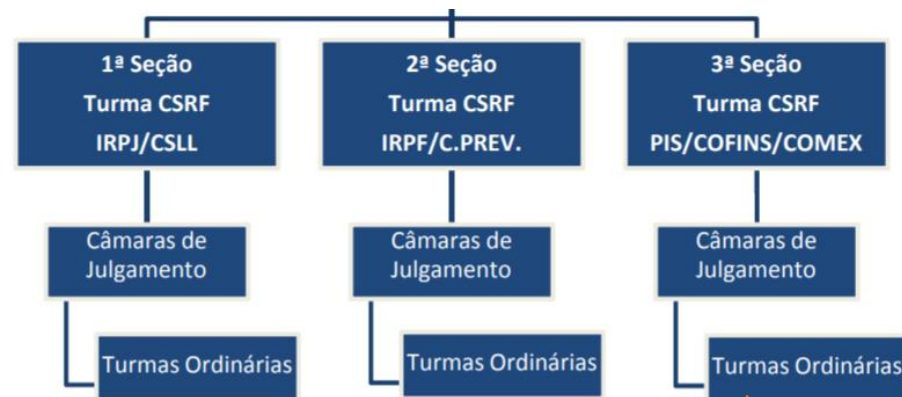 1ª Seção
Turma CSRF
IRPJ/CSLL
2ª Seção
Turma CSRF
IRPF/C.PREV.
3ª Seção
Turma CSRF
PIS/COFINS/COMEX
Câmaras de
Julgamento
Câmaras de
Julgamento
Câmaras de
Julgamento
Turmas Ordinárias
Turmas Ordinárias
Turmas Ordinárias